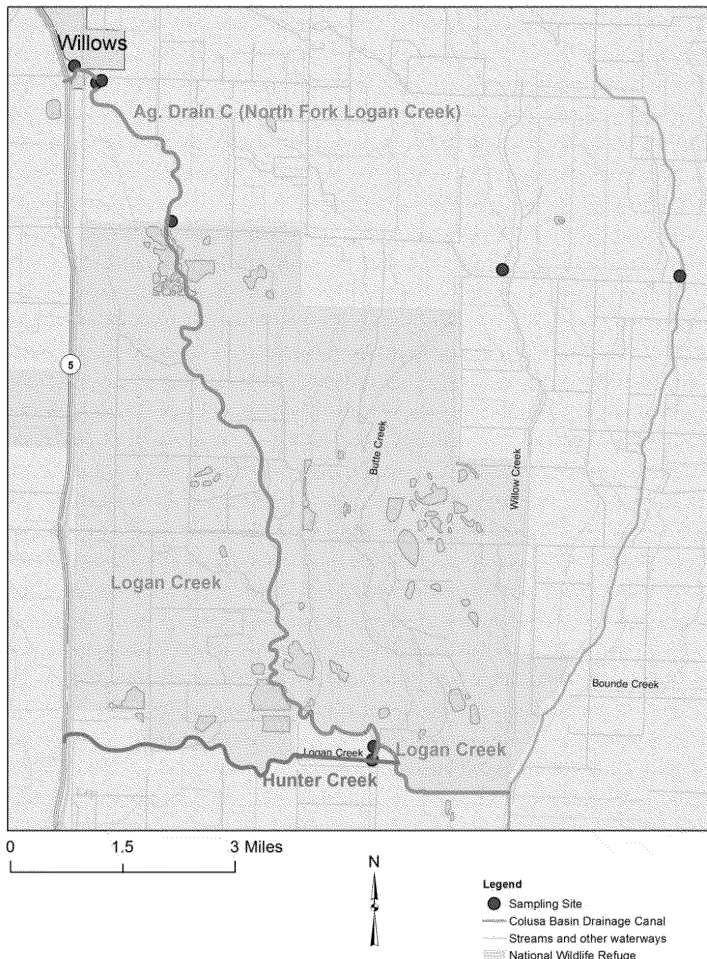 Willows
Ag. Drain C (North Fork Logan Creek)
5
Butte Creek
Willow Creek
Logan Creek
Bounde Creek
Logan Creek
Logan Creek
Hunter Creek
0 1.5 3 Miles
N
Legend
Sampling Site
Colusa Basin Drainage Canal
Streams and other waterways
National Wildlife Refuge